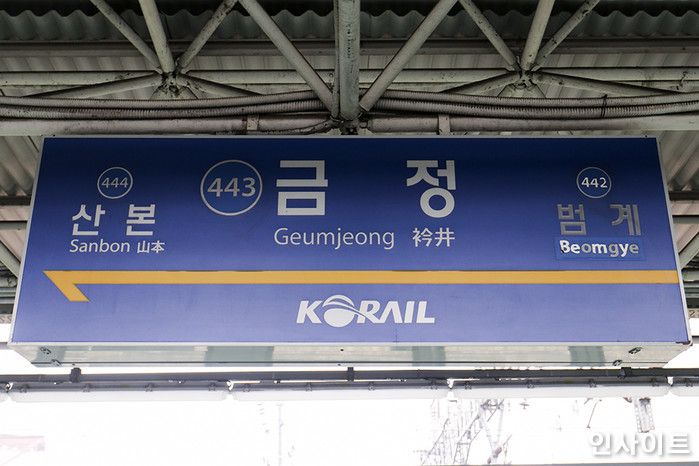 444
산본
Sanbon 山本
443
금정
Geumjeong 衿井
442
범계
Beomgye
KORAIL
인사이트